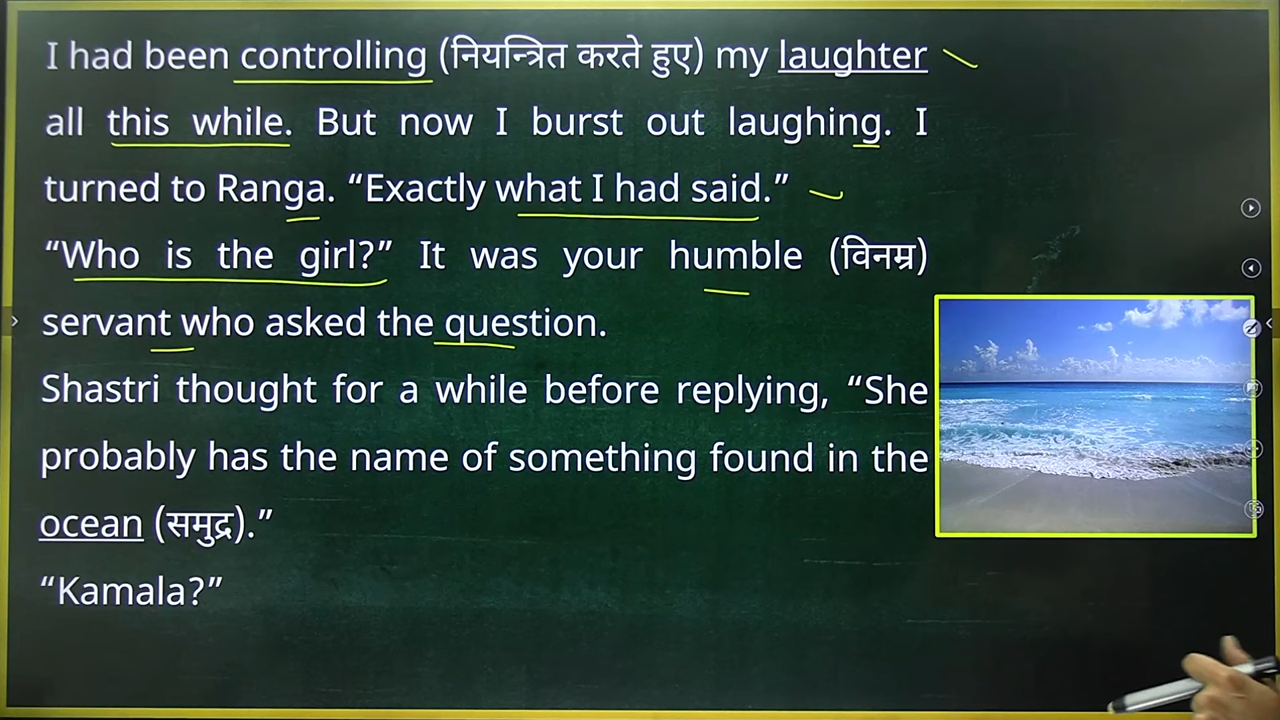 I had been controlling (नियन्त्रित करते हुए) my laughter
all this while. But now I burst out laughing. I
turned to Ranga. “Exactly what I had said.”
“Who is the girl?” It was your humble (विनम्र)
servant who asked the question.
Shastri thought for a while before replying, “She
probably has the name of something found in the
ocean (समुद्र).”
“Kamala?”